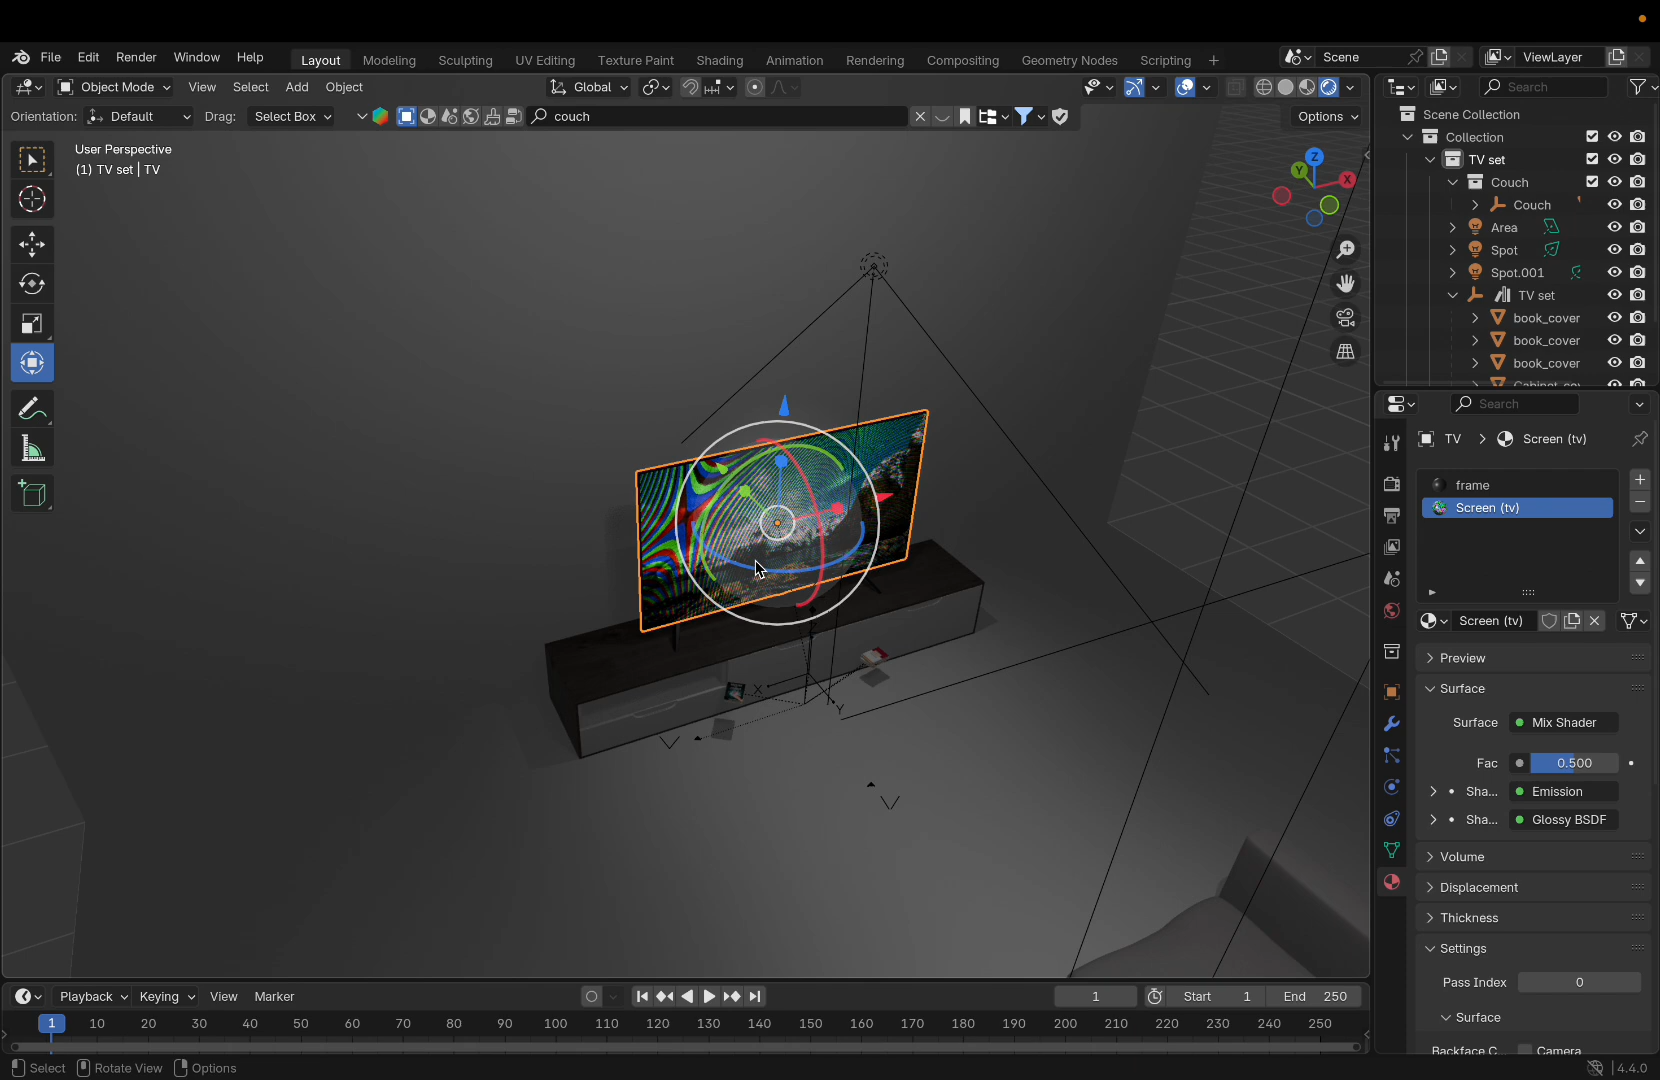 File Edit Render Window Help Layout Modeling Sculpting UV Editing Texture Paint Shading Animation Rendering Compositing Geometry Nodes Scripting + Scene ViewLayer
Object Mode View Select Add Object Global Search
Orientation: Default Drag: Select Box couch Options
User Perspective
(1) TV set | TV
Z
Y
X
X
Y
Scene Collection
Collection
TV set
Couch
Couch
Area
Spot
Spot.001
TV set
book_cover
book_cover
book_cover
Search
TV > Screen (tv)
frame
Screen (tv)
Screen (tv)
Preview
Surface
Surface Mix Shader
Fac 0.500
Sha... Emission
Sha... Glossy BSDF
Volume
Displacement
Thickness
Settings
Pass Index 0
Surface
Backface C... Camera
Playback Keying View Marker 1 Start 1 End 250
1 10 20 30 40 50 60 70 80 90 100 110 120 130 140 150 160 170 180 190 200 210 220 230 240 250
Select Rotate View Options 4.4.0